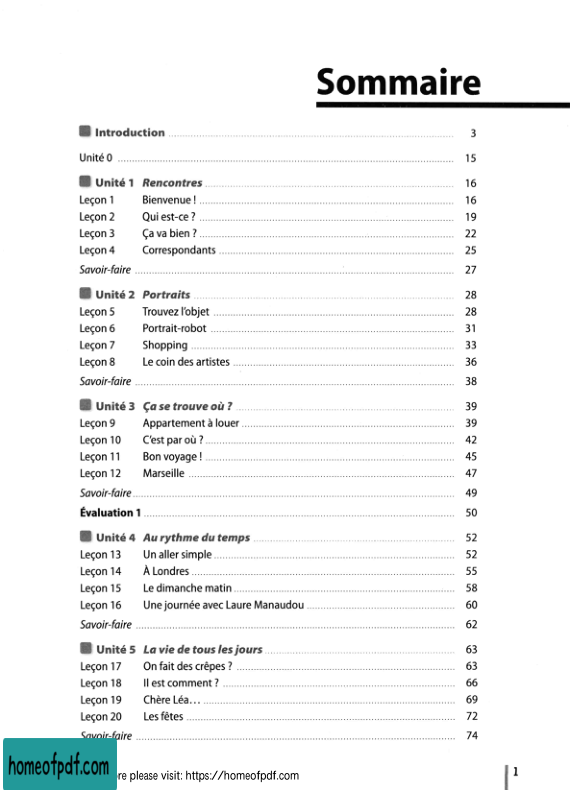 Sommaire
Introduction 3
Unité 0 15
Unité 1 Rencontres 16
Leçon 1 Bienvenue ! 16
Leçon 2 Qui est-ce ? 19
Leçon 3 Ça va bien ? 22
Leçon 4 Correspondants 25
Savoir-faire 27
Unité 2 Portraits 28
Leçon 5 Trouvez l'objet 28
Leçon 6 Portrait-robot 31
Leçon 7 Shopping 33
Leçon 8 Le coin des artistes 36
Savoir-faire 38
Unité 3 Ça se trouve où ? 39
Leçon 9 Appartement à louer 39
Leçon 10 C'est par où ? 42
Leçon 11 Bon voyage ! 45
Leçon 12 Marseille 47
Savoir-faire 49
Évaluation 1 50
Unité 4 Au rythme du temps 52
Leçon 13 Un aller simple 52
Leçon 14 À Londres 55
Leçon 15 Le dimanche matin 58
Leçon 16 Une journée avec Laure Manaudou 60
Savoir-faire 62
Unité 5 La vie de tous les jours 63
Leçon 17 On fait des crêpes ? 63
Leçon 18 Il est comment ? 66
Leçon 19 Chère Léa... 69
Leçon 20 Les fêtes 72
Savoir-faire 74
homeofpdf.com
please visit: https://homeofpdf.com
1